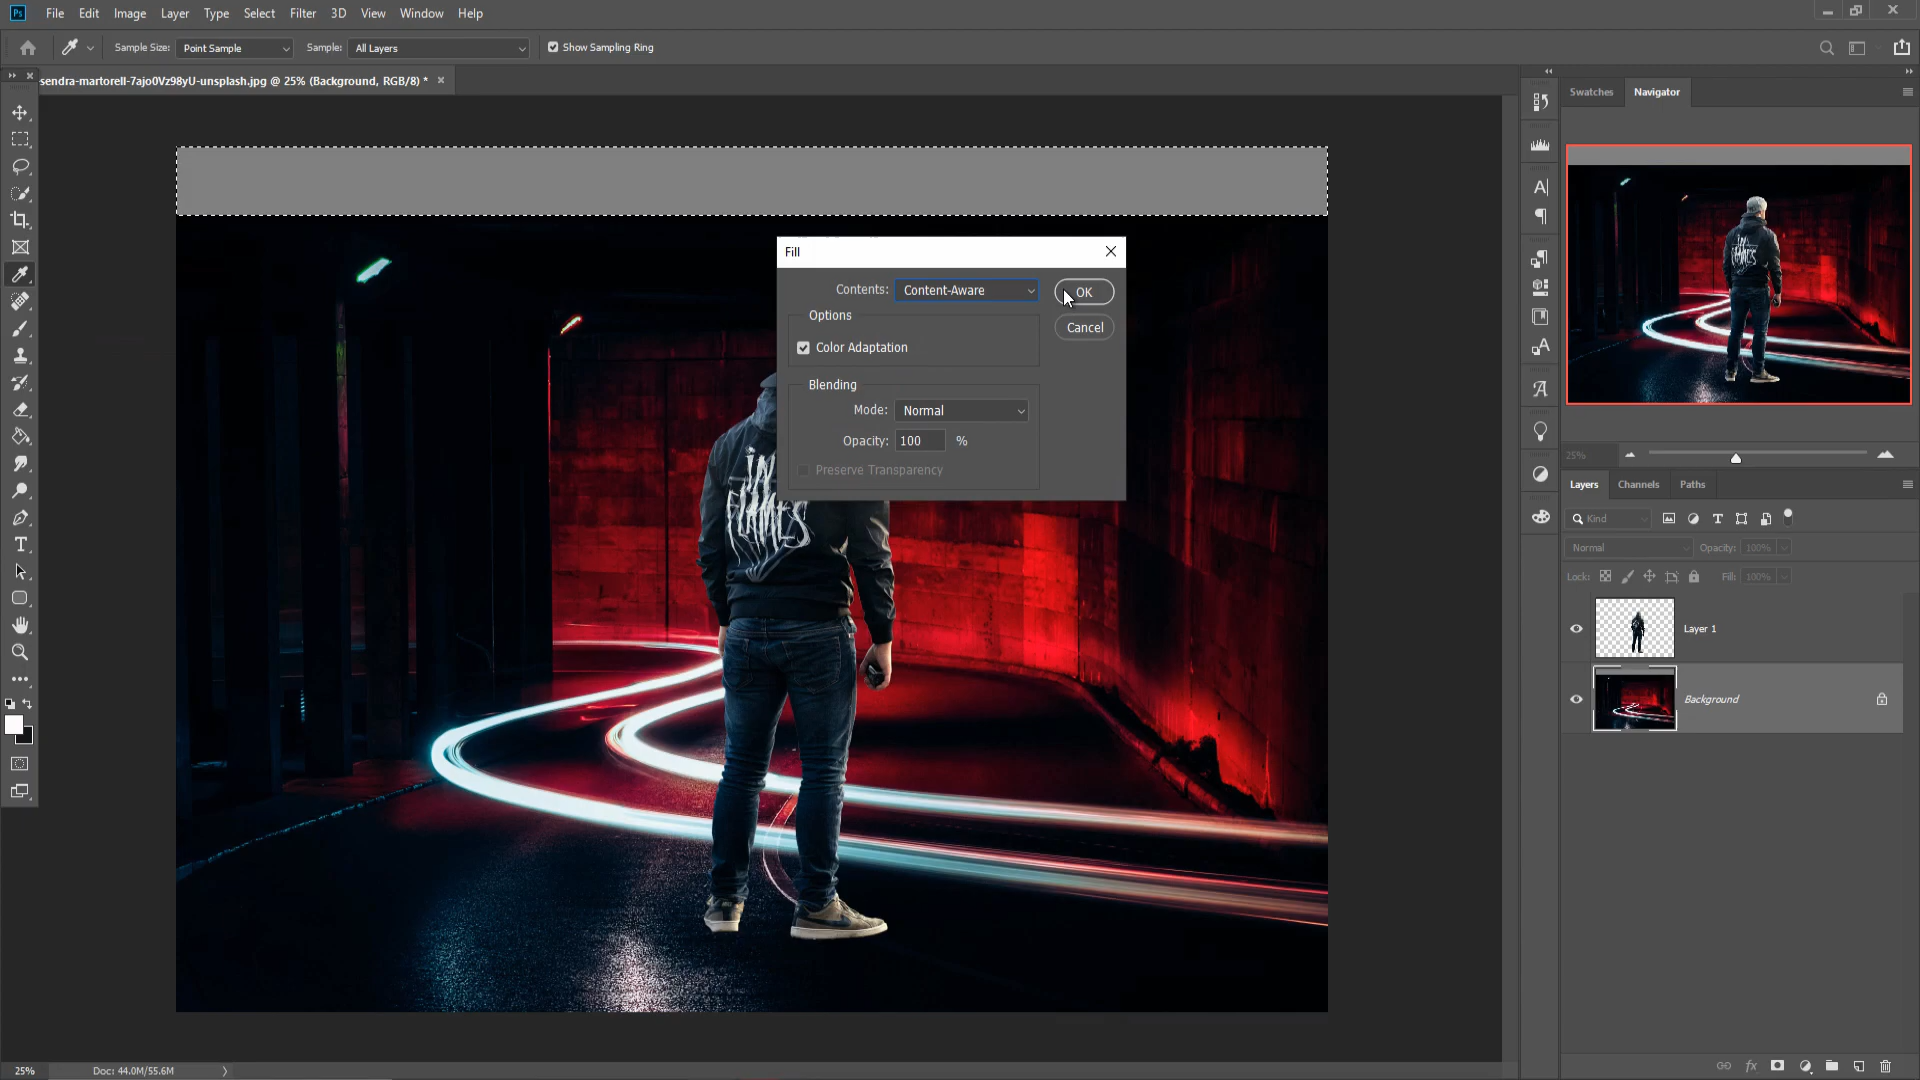 Ps File Edit Image Layer Type Select Filter 3D View Window Help
Sample Size: Point Sample Sample: All Layers Show Sampling Ring
sendra-martorell-7ajo0Vz98yU-unsplash.jpg @ 25% (Background, RGB/8) *
Swatches Navigator
Fill
Contents: Content-Aware OK
Options
Cancel
Color Adaptation
Blending
Mode: Normal
Opacity: 100 %
Preserve Transparency
IN
FLAMES
25%
Layers Channels Paths
Kind
Normal Opacity: 100%
Lock: Fill: 100%
Layer 1
Background
25% Doc: 44.0M/55.6M